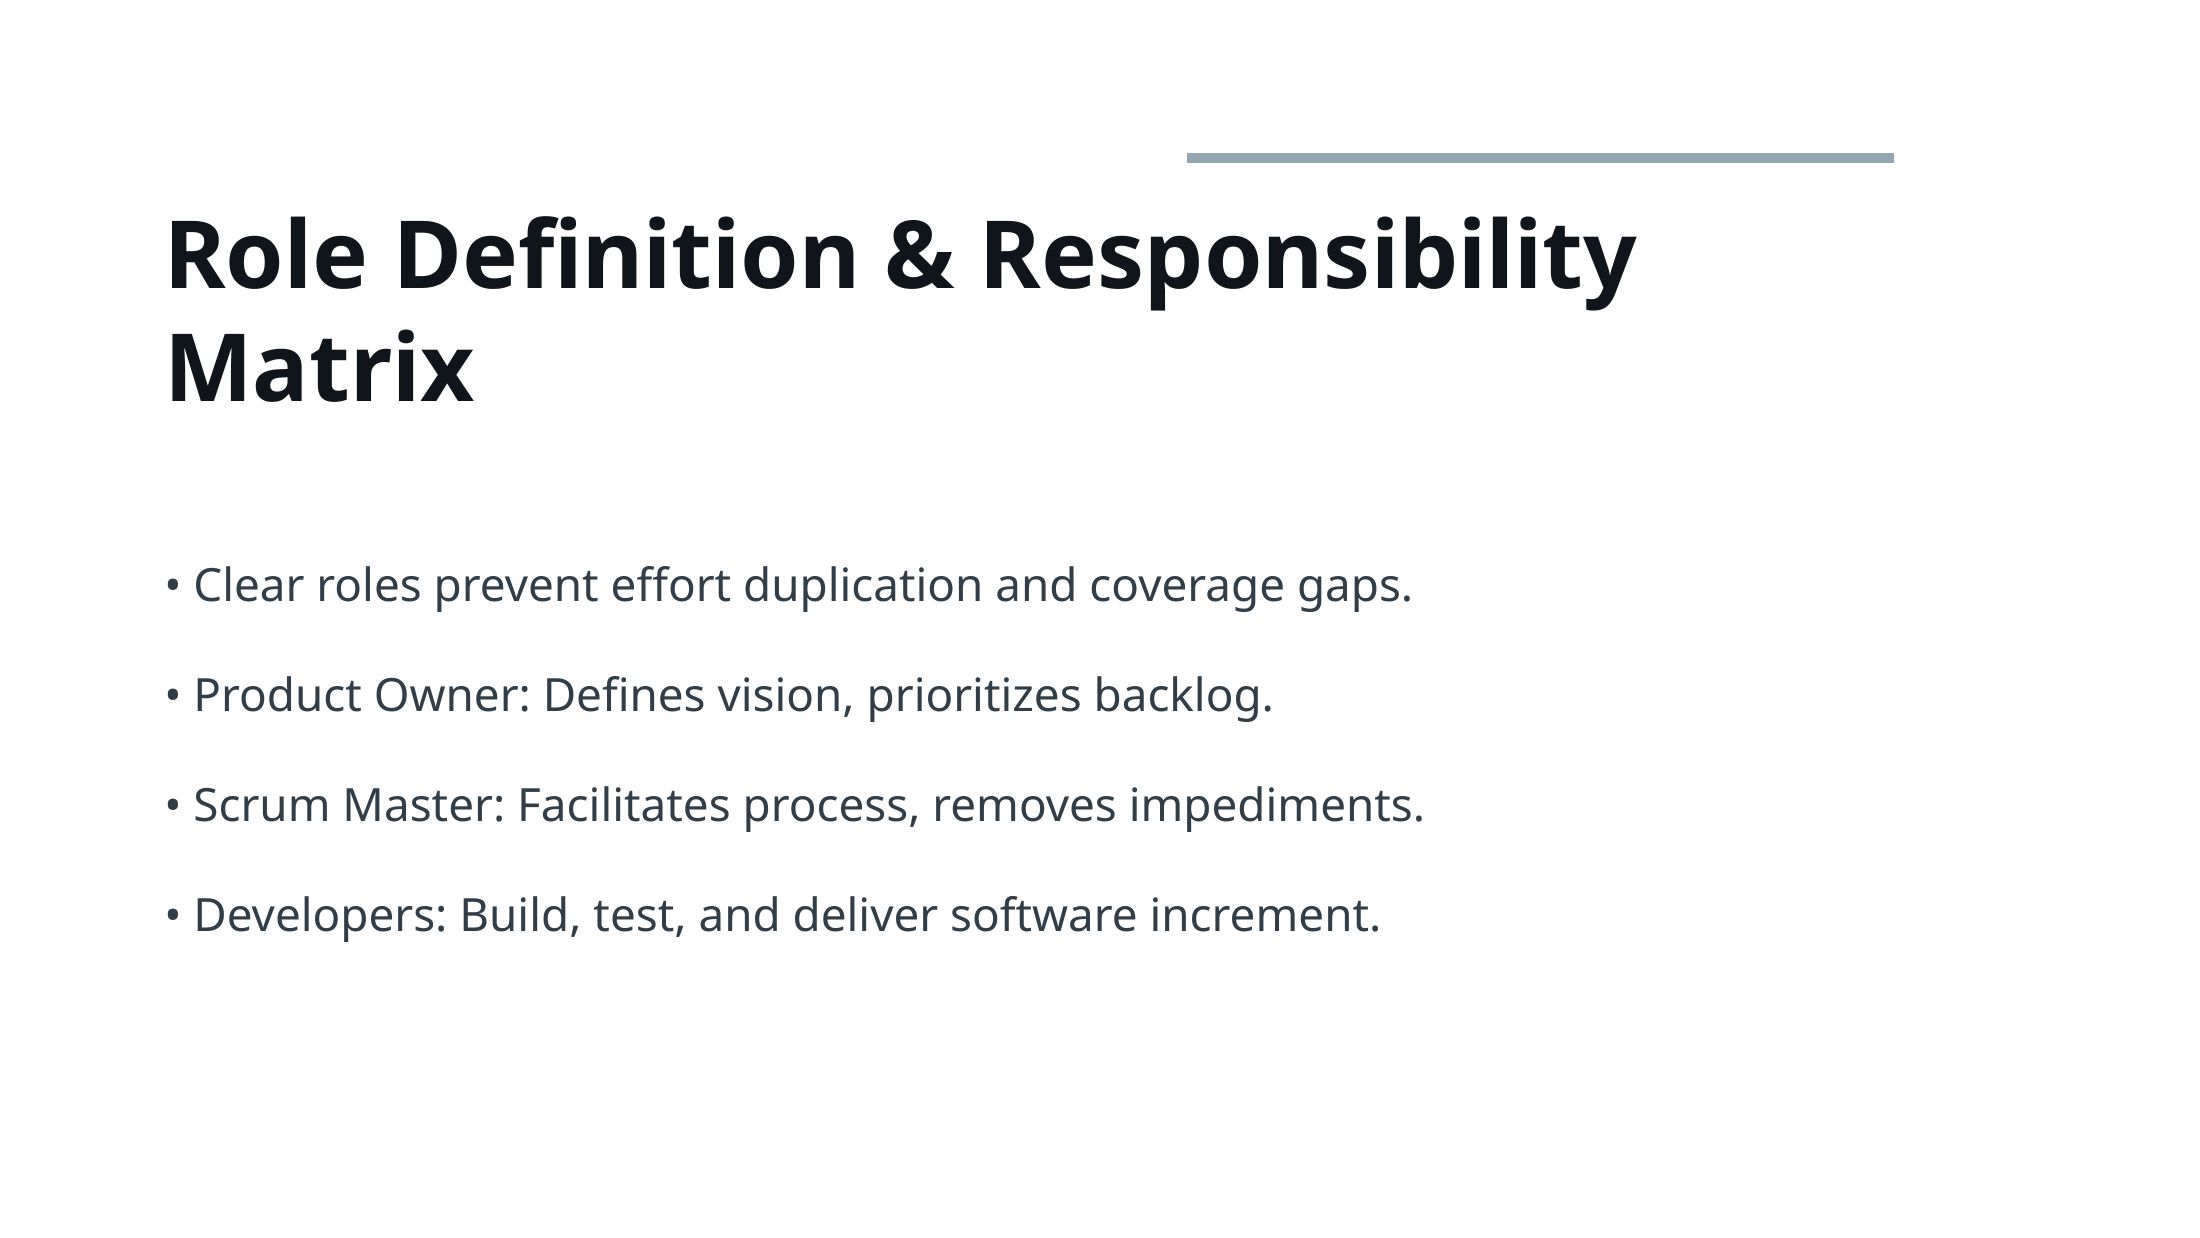 Role Definition & Responsibility
Matrix
• Clear roles prevent effort duplication and coverage gaps.
• Product Owner: Defines vision, prioritizes backlog.
• Scrum Master: Facilitates process, removes impediments.
• Developers: Build, test, and deliver software increment.